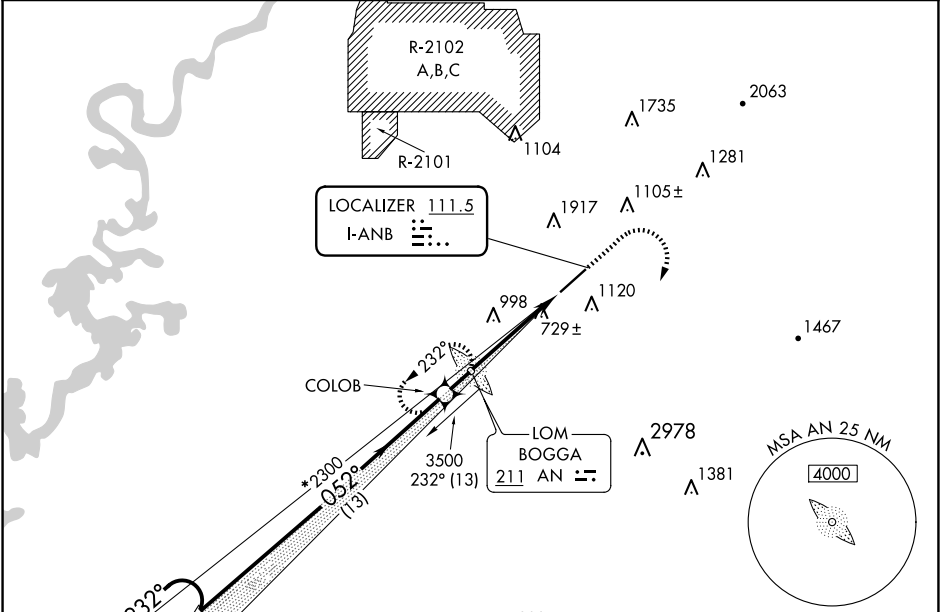 R-2102
A,B,C
R-2101
1104
1735
2063
1281
1105±
1917
LOCALIZER 111.5
I-ANB
998
729±
1120
1467
232°
COLOB
LOM
BOGGA
211 AN
3500
232° (13)
*2300
052°
(13)
2978
1381
MSA AN 25 NM
4000
232°